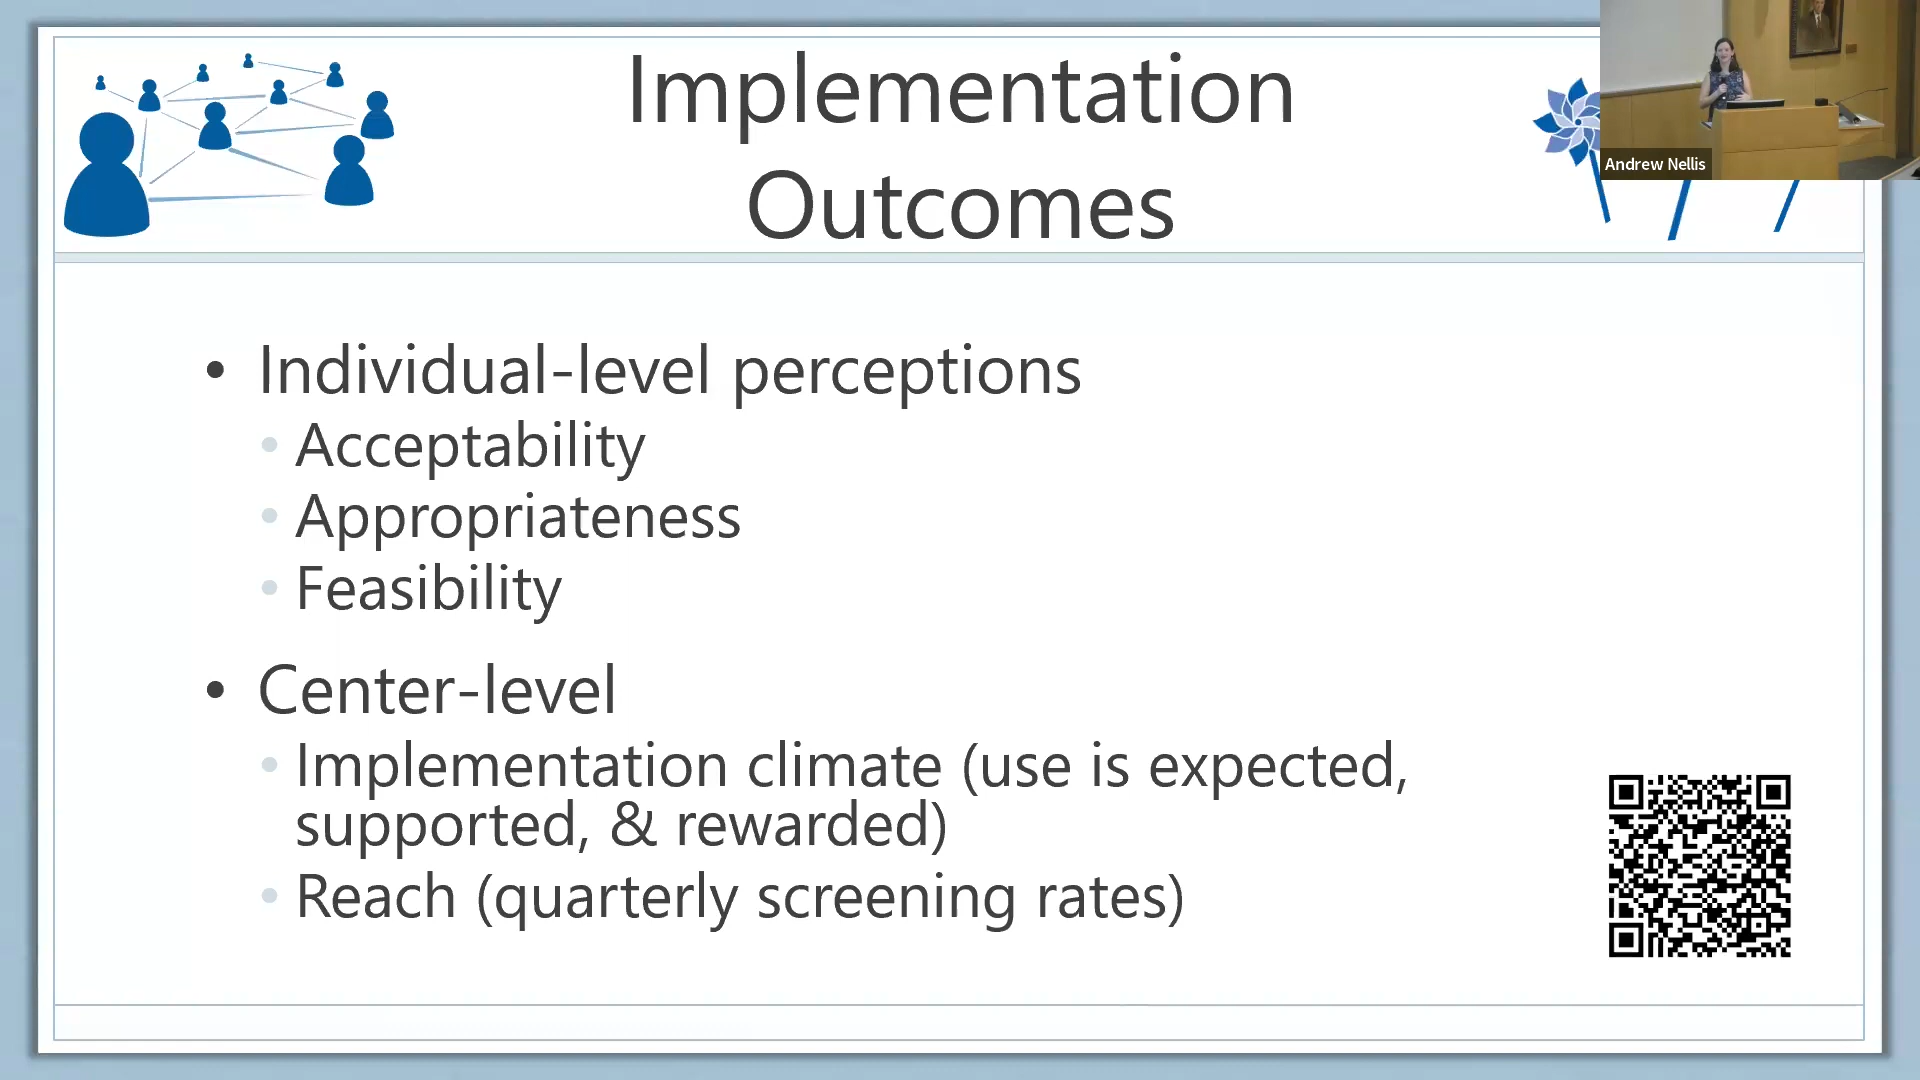 Implementation
Outcomes
Andrew Nellis
• Individual-level perceptions
• Acceptability
• Appropriateness
• Feasibility
• Center-level
• Implementation climate (use is expected,
supported, & rewarded)
• Reach (quarterly screening rates)